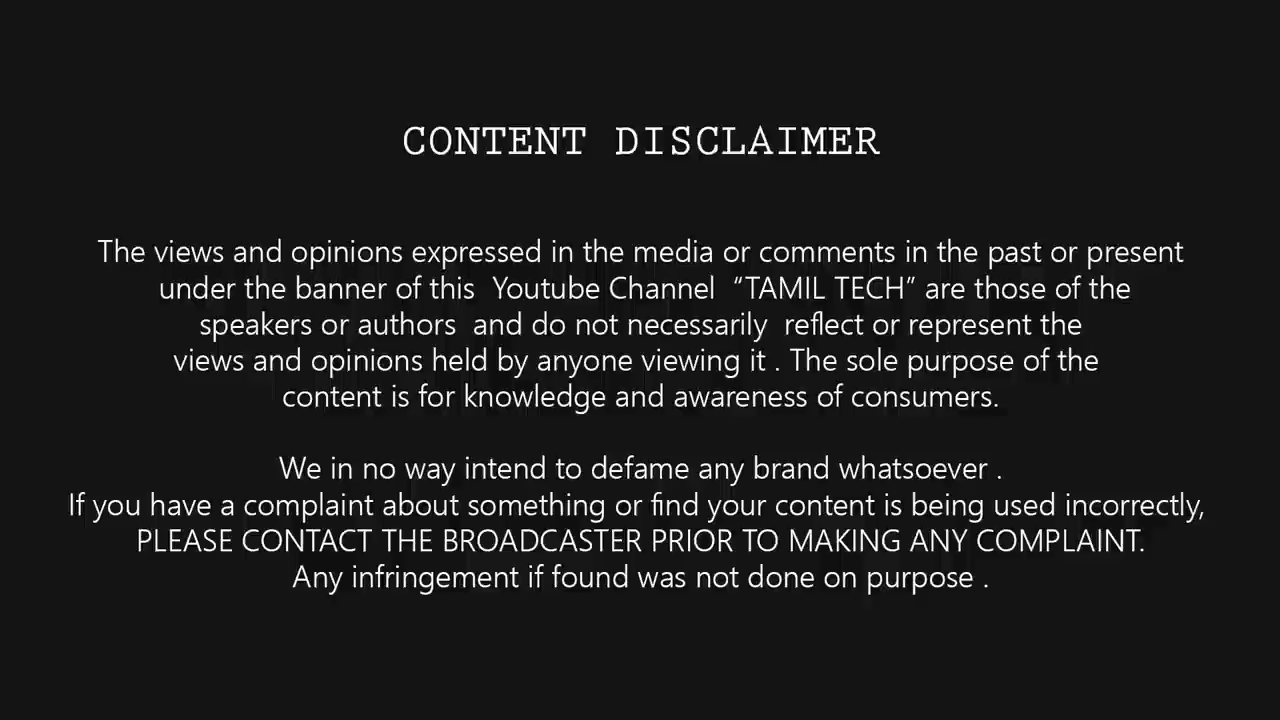 CONTENT DISCLAIMER
The views and opinions expressed in the media or comments in the past or present
under the banner of this  Youtube Channel  “TAMIL TECH” are those of the
speakers or authors  and do not necessarily  reflect or represent the
views and opinions held by anyone viewing it . The sole purpose of the
content is for knowledge and awareness of consumers.
We in no way intend to defame any brand whatsoever .
If you have a complaint about something or find your content is being used incorrectly,
PLEASE CONTACT THE BROADCASTER PRIOR TO MAKING ANY COMPLAINT.
Any infringement if found was not done on purpose .